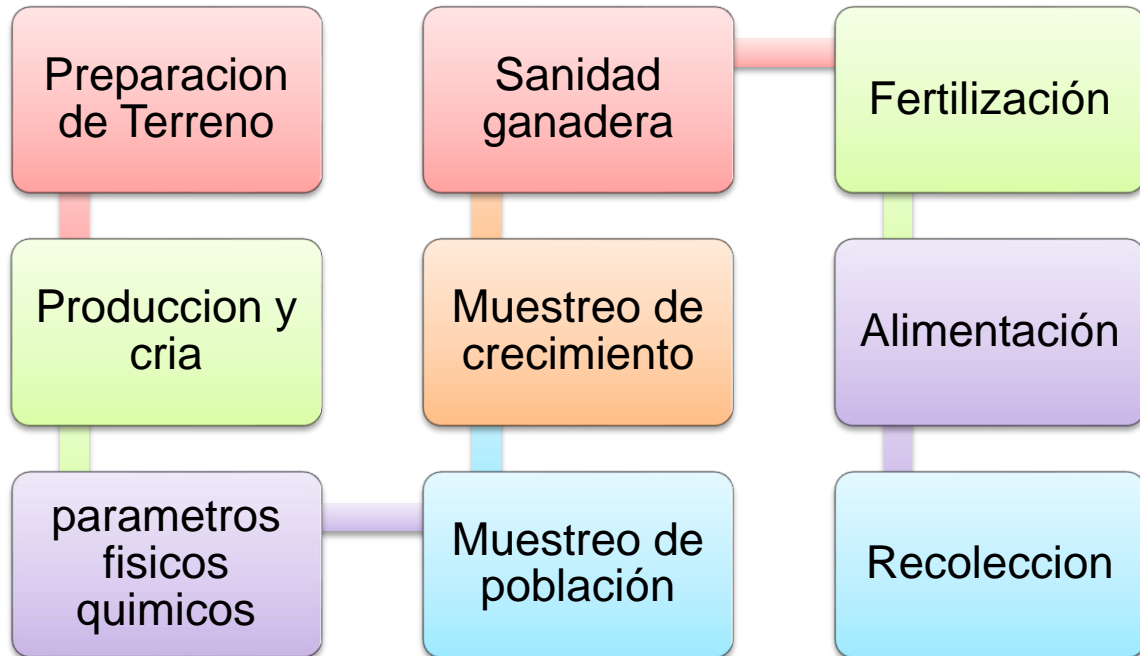 Preparacion
de Terreno
Produccion y
cria
parametros
fisicos
quimicos
Muestreo de
población
Muestreo de
crecimiento
Sanidad
ganadera
Fertilización
Alimentación
Recoleccion